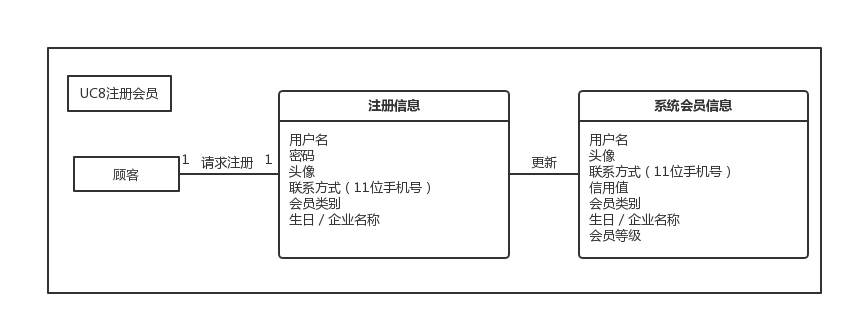 UC8注册会员
顾客
1
请求注册
1
注册信息
用户名
密码
头像
联系方式（11位手机号）
会员类别
生日 / 企业名称
更新
系统会员信息
用户名
头像
联系方式（11位手机号）
信用值
会员类别
生日 / 企业名称
会员等级